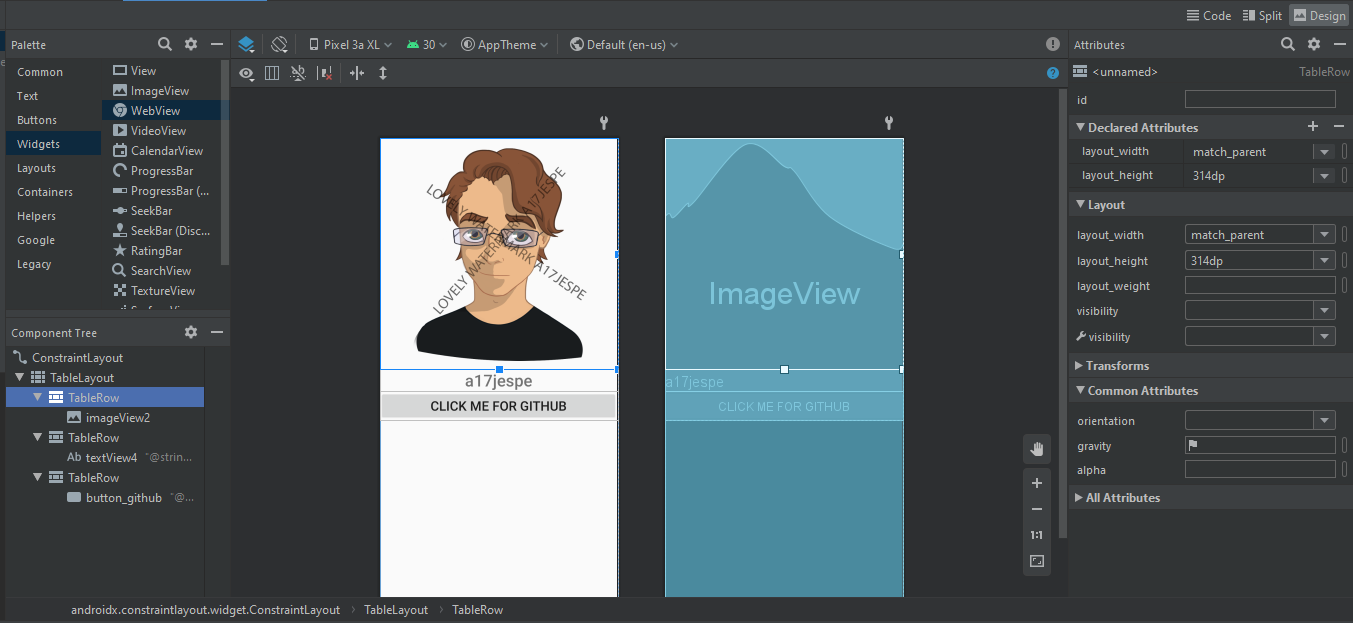 Code Split Design
Palette
Pixel 3a XL 30 AppTheme Default (en-us)
Attributes
Common
Text
Buttons
Widgets
Layouts
Containers
Helpers
Google
Legacy
View
ImageView
WebView
VideoView
CalendarView
ProgressBar
ProgressBar (...
SeekBar
SeekBar (Disc...
RatingBar
SearchView
TextureView
Component Tree
ConstraintLayout
TableLayout
TableRow
imageView2
TableRow
Ab textView4 "@strin...
TableRow
button_github "@...
LOVELY WATERMARK A17JESPE
LOVELY WATERMARK A17JESPE
a17jespe
CLICK ME FOR GITHUB
ImageView
a17jespe
CLICK ME FOR GITHUB
1:1
<unnamed> TableRow
id
Declared Attributes
layout_width match_parent
layout_height 314dp
Layout
layout_width match_parent
layout_height 314dp
layout_weight
visibility
visibility
Transforms
Common Attributes
orientation
gravity
alpha
All Attributes
androidx.constraintlayout.widget.ConstraintLayout › TableLayout › TableRow